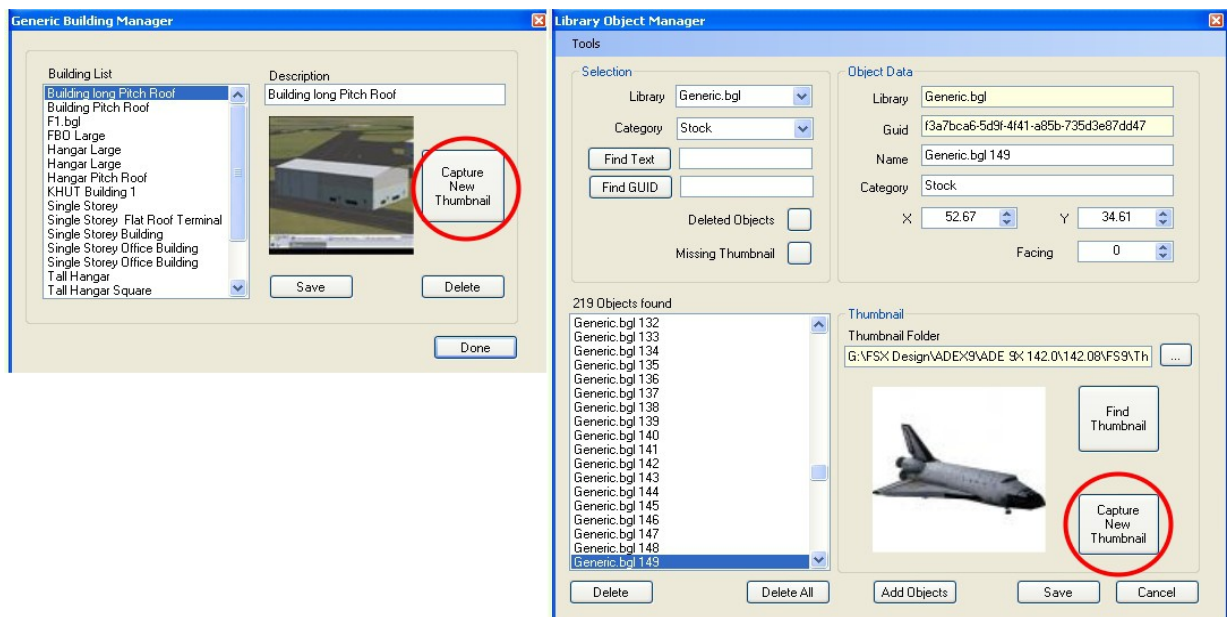 Generic Building Manager
Building List
Building long Pitch Roof
Building Pitch Roof
F1.bgl
FBO Large
Hangar Large
Hangar Large
Hangar Pitch Roof
KHUT Building 1
Single Storey
Single Storey  Flat Roof Terminal
Single Storey Building
Single Storey Office Building
Single Storey Office Building
Tall Hangar
Tall Hangar Square
Description
Building long Pitch Roof
Capture
New
Thumbnail
Save
Delete
Done
Library Object Manager
Tools
Selection
Library
Generic.bgl
Category
Stock
Find Text
Find GUID
Deleted Objects
Missing Thumbnail
Object Data
Library
Generic.bgl
Guid
f3a7bca6-5d9f-4f41-a85b-735d3e87dd47
Name
Generic.bgl 149
Category
Stock
X
52.67
Y
34.61
Facing
0
219 Objects found
Generic.bgl 132
Generic.bgl 133
Generic.bgl 134
Generic.bgl 135
Generic.bgl 136
Generic.bgl 137
Generic.bgl 138
Generic.bgl 139
Generic.bgl 140
Generic.bgl 141
Generic.bgl 142
Generic.bgl 143
Generic.bgl 144
Generic.bgl 145
Generic.bgl 146
Generic.bgl 147
Generic.bgl 148
Generic.bgl 149
Thumbnail
Thumbnail Folder
G:\FSX Design\ADEX9\ADE 9X 142.0\142.08\FS9\Th
...
Find
Thumbnail
Capture
New
Thumbnail
Delete
Delete All
Add Objects
Save
Cancel